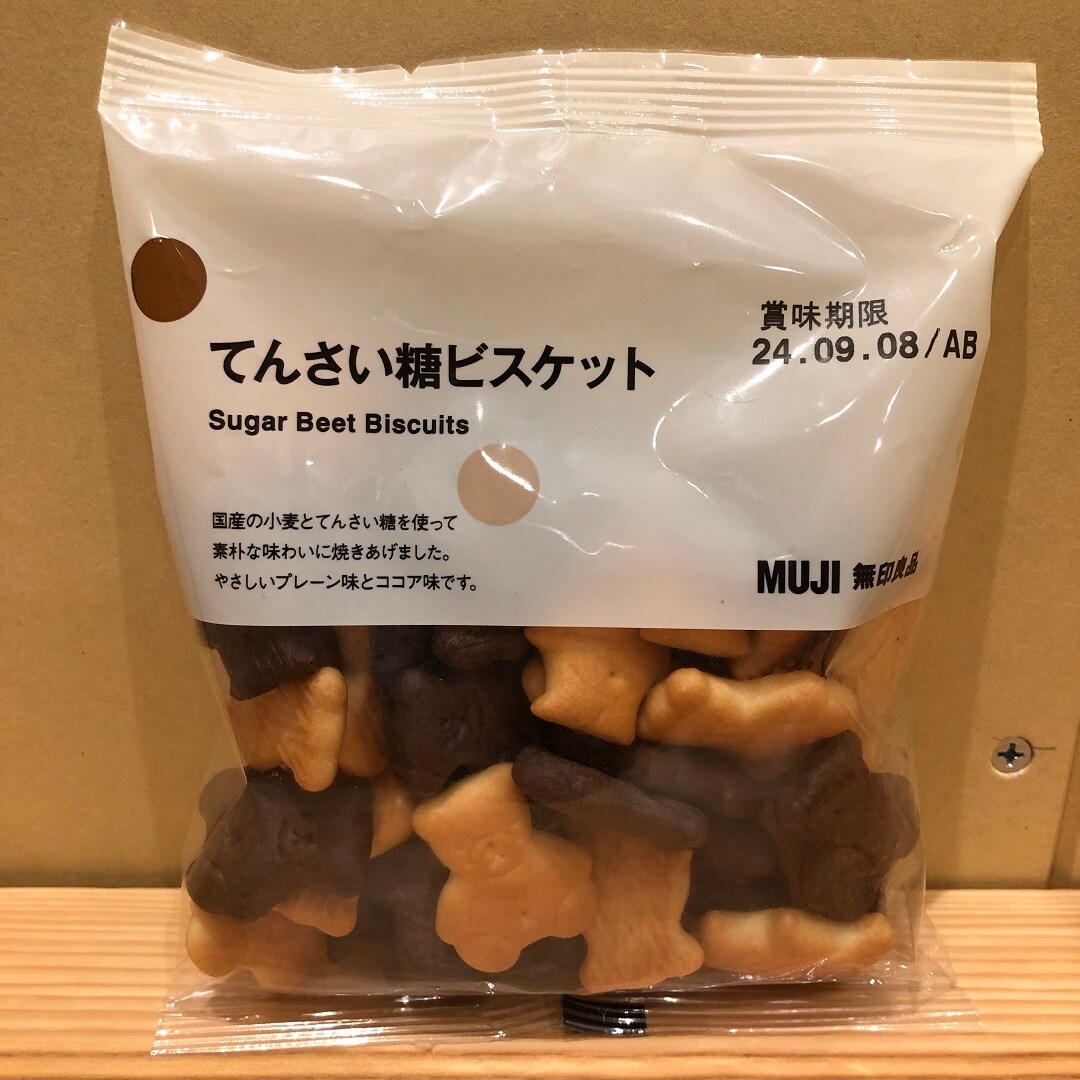 賞味期限
24.09.08/AB
てんさい糖ビスケット
Sugar Beet Biscuits
国産の小麦とてんさい糖を使って
素朴な味わいに焼きあげました。
やさしいプレーン味とココア味です。
MUJI 無印良品